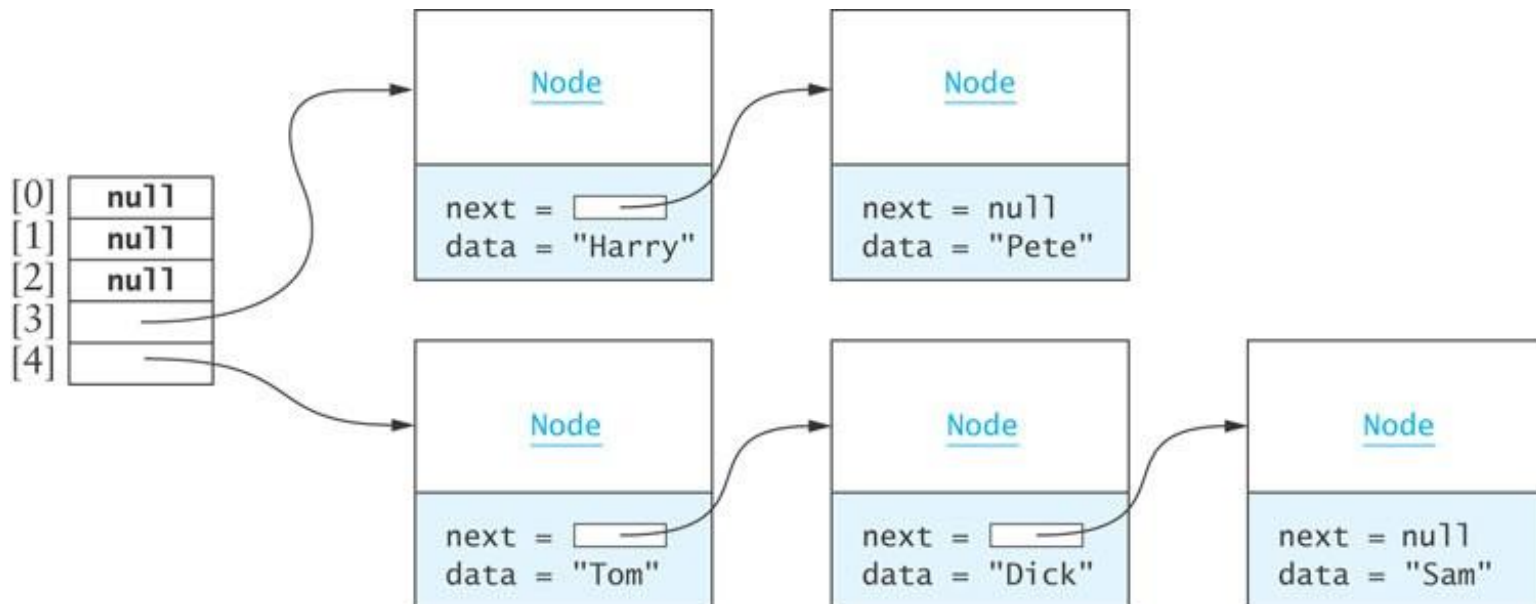 Node
Node
next =
data = "Harry"
next = null
data = "Pete"
[0] null
[1] null
[2] null
[3]
[4]
Node
Node
Node
next =
data = "Tom"
next =
data = "Dick"
next = null
data = "Sam"